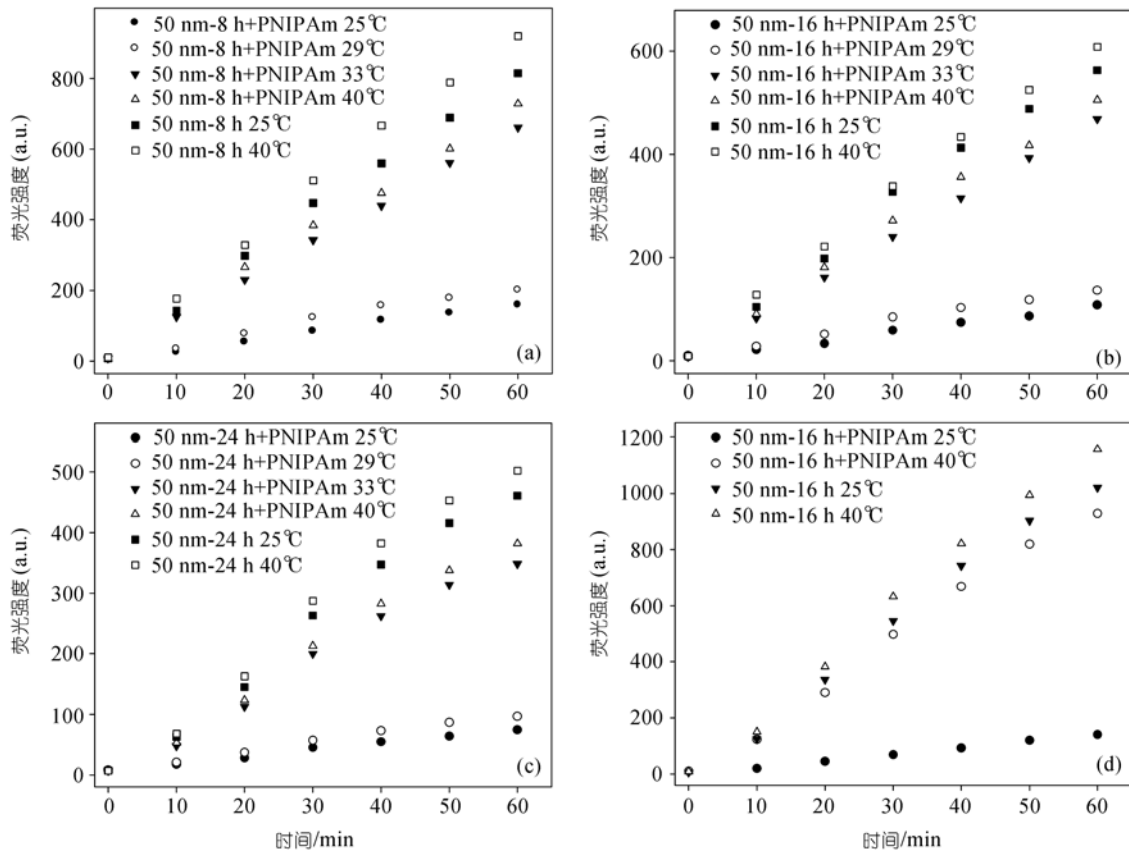 50 nm-8 h+PNIPAm 25℃
50 nm-8 h+PNIPAm 29℃
50 nm-8 h+PNIPAm 33℃
50 nm-8 h+PNIPAm 40℃
50 nm-8 h 25℃
50 nm-8 h 40℃
荧光强度 (a.u.)
800
600
400
200
0
0 10 20 30 40 50 60
(a)
50 nm-16 h+PNIPAm 25℃
50 nm-16 h+PNIPAm 29℃
50 nm-16 h+PNIPAm 33℃
50 nm-16 h+PNIPAm 40℃
50 nm-16 h 25℃
50 nm-16 h 40℃
荧光强度 (a.u.)
600
400
200
0
0 10 20 30 40 50 60
(b)
50 nm-24 h+PNIPAm 25℃
50 nm-24 h+PNIPAm 29℃
50 nm-24 h+PNIPAm 33℃
50 nm-24 h+PNIPAm 40℃
50 nm-24 h 25℃
50 nm-24 h 40℃
荧光强度 (a.u.)
500
400
300
200
100
0
(c)
0 10 20 30 40 50 60
时间/min
50 nm-16 h+PNIPAm 25℃
50 nm-16 h+PNIPAm 40℃
50 nm-16 h 25℃
50 nm-16 h 40℃
荧光强度 (a.u.)
1200
1000
800
600
400
200
0
(d)
0 10 20 30 40 50 60
时间/min